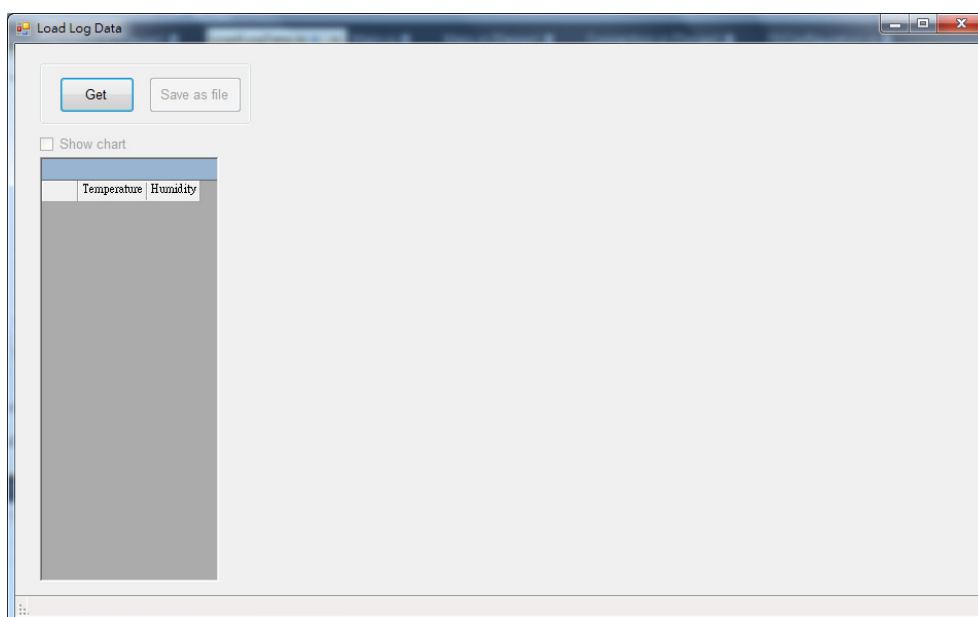 Load Log Data
Get
Save as file
Show chart
Temperature Humidity